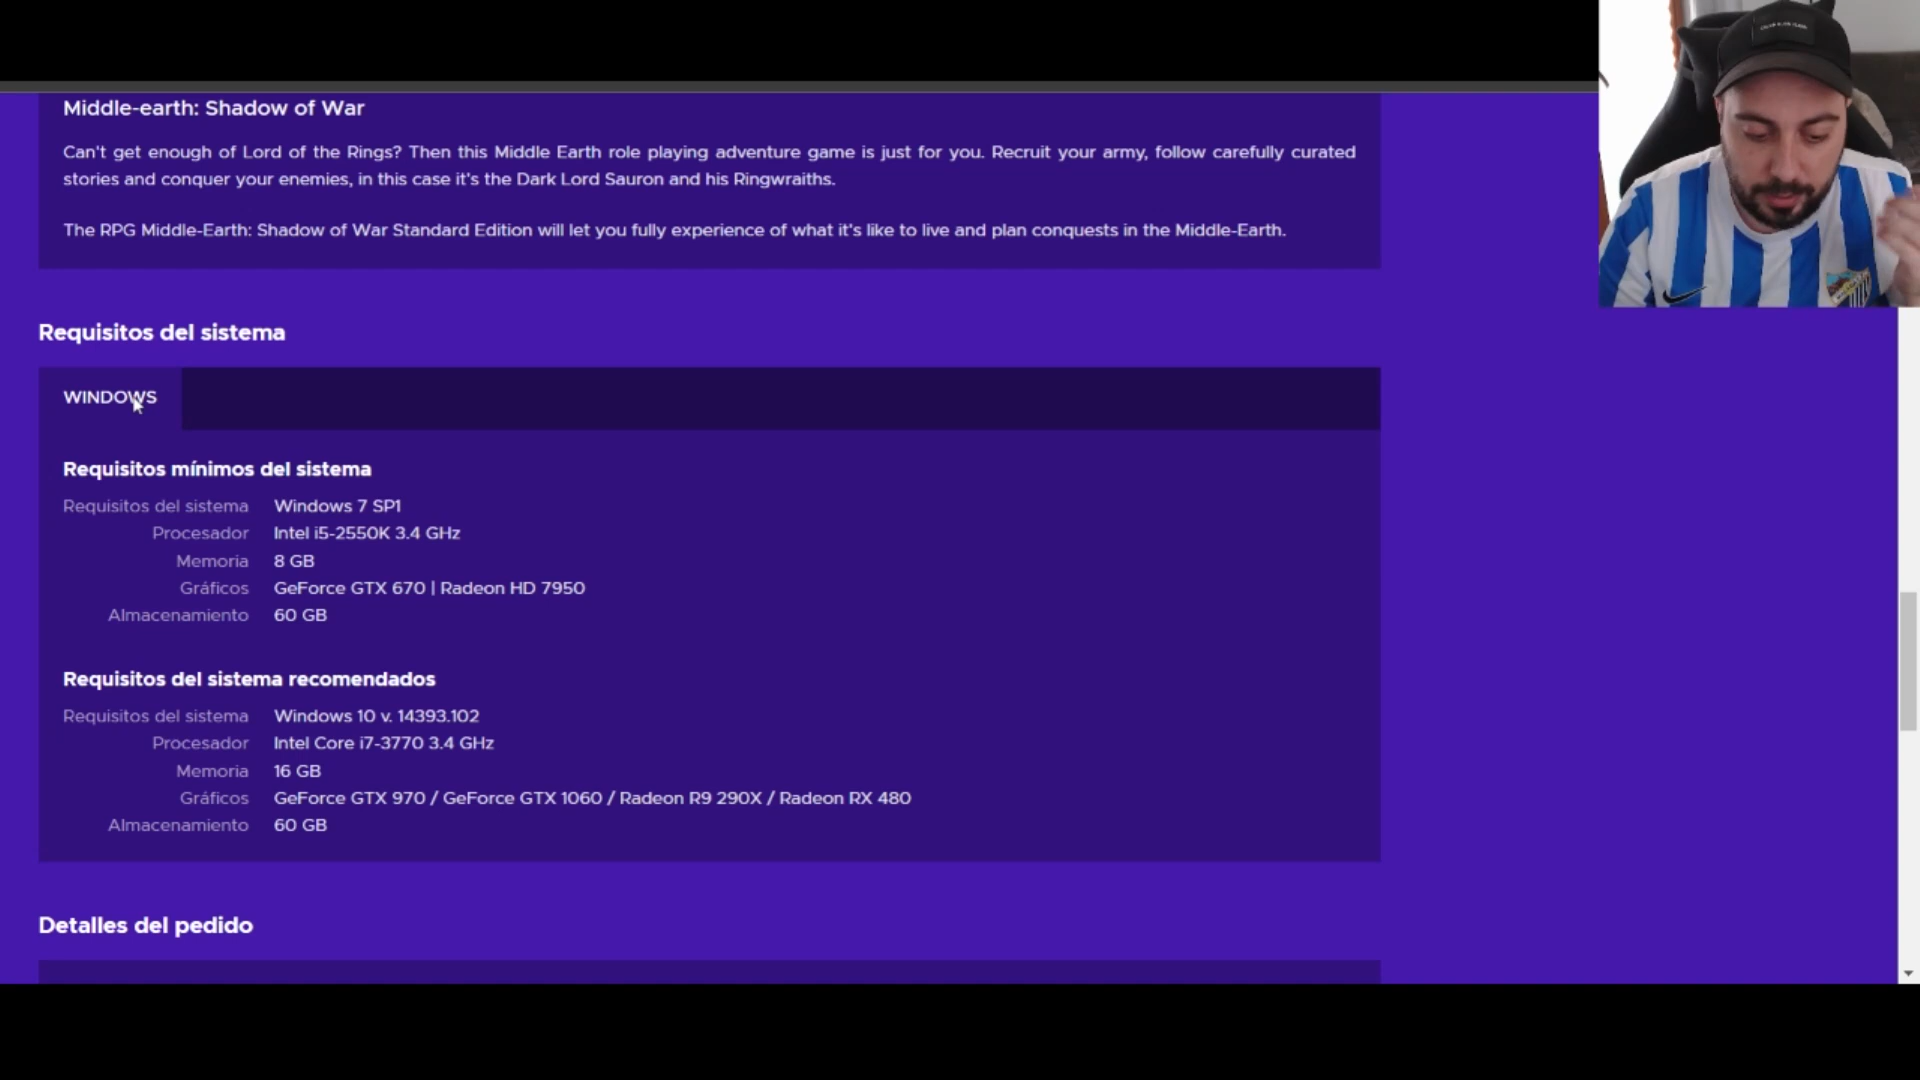 Middle-earth: Shadow of War
Can't get enough of Lord of the Rings? Then this Middle Earth role playing adventure game is just for you. Recruit your army, follow carefully curated
stories and conquer your enemies, in this case it's the Dark Lord Sauron and his Ringwraiths.
The RPG Middle-Earth: Shadow of War Standard Edition will let you fully experience of what it's like to live and plan conquests in the Middle-Earth.
Requisitos del sistema
WINDOWS
Requisitos mínimos del sistema
Requisitos del sistema Windows 7 SP1
Procesador Intel i5-2550K 3.4 GHz
Memoria 8 GB
Gráficos GeForce GTX 670 | Radeon HD 7950
Almacenamiento 60 GB
Requisitos del sistema recomendados
Requisitos del sistema Windows 10 v. 14393.102
Procesador Intel Core i7-3770 3.4 GHz
Memoria 16 GB
Gráficos GeForce GTX 970 / GeForce GTX 1060 / Radeon R9 290X / Radeon RX 480
Almacenamiento 60 GB
Detalles del pedido